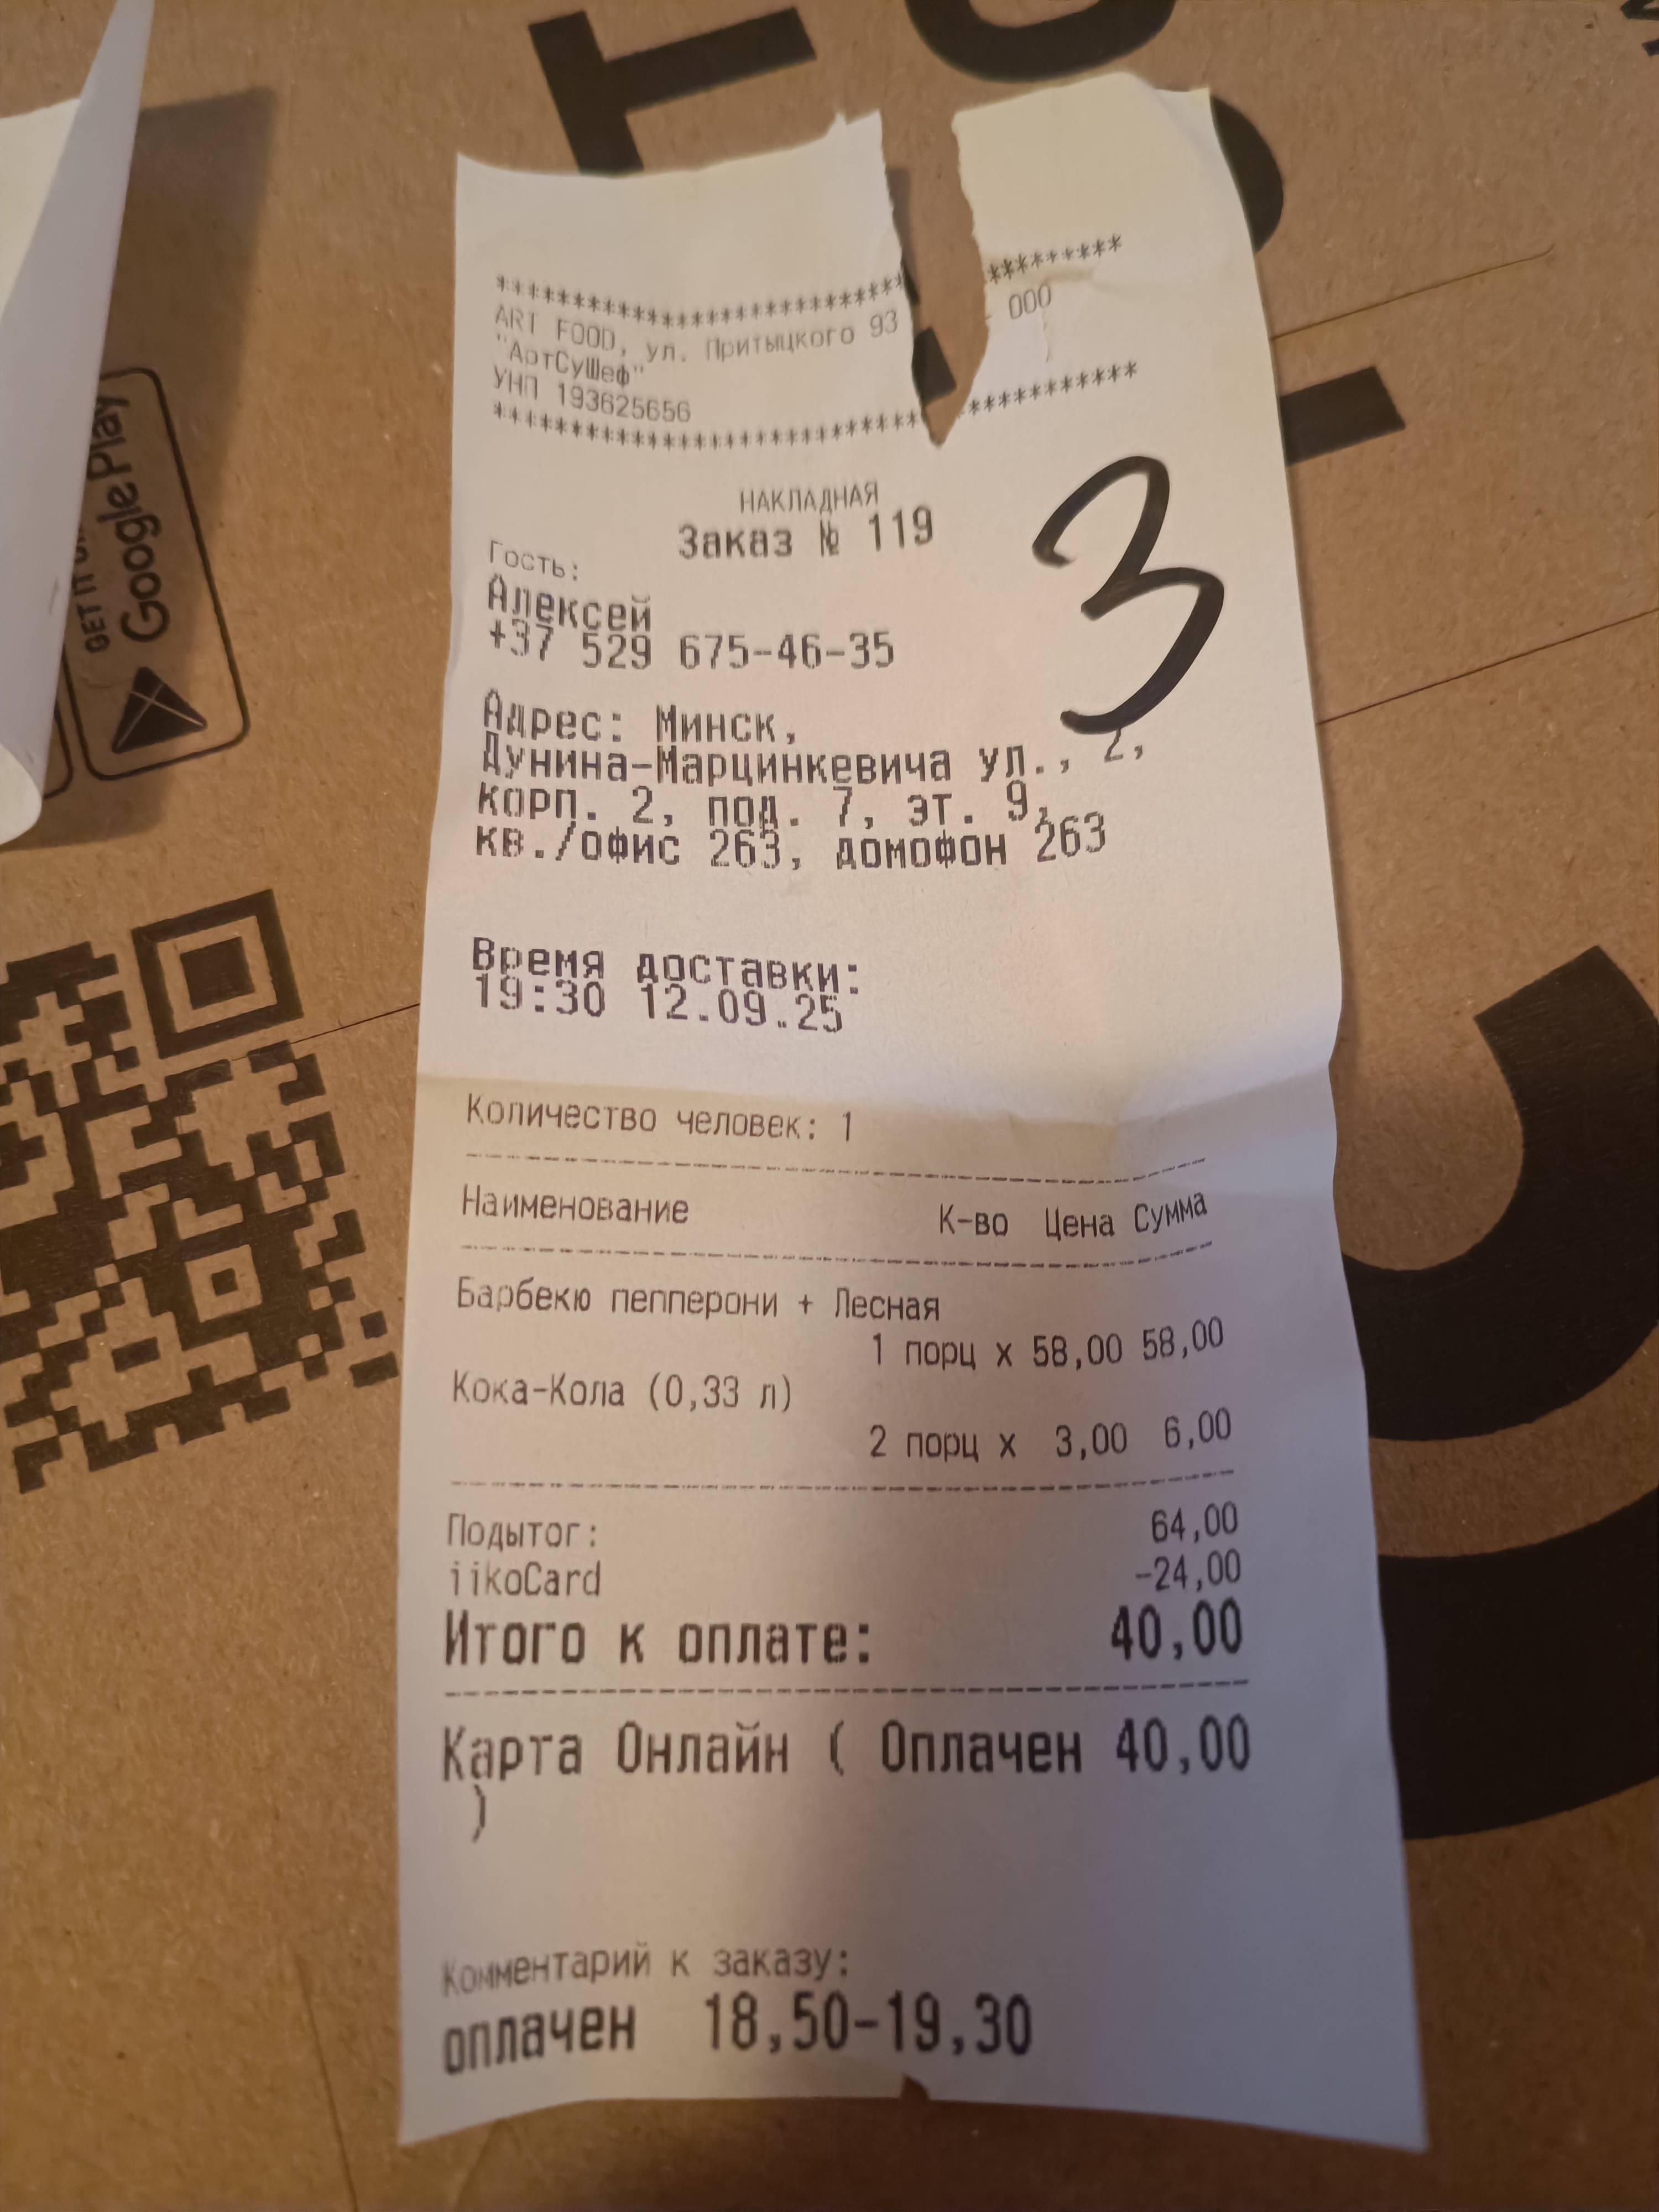 GET IT ON
Google Play
****************************** **********
ART FOOD, ул. Притыцкого 93 - ООО
"АртСуШеф"
УНП 193625656
*******************************************
НАКЛАДНАЯ
Заказ № 119
3
Гость:
Алексей
+37 529 675-46-35
Адрес: Минск,
Дунина-Марцинкевича ул., 2,
корп. 2, под. 7, эт. 9,
кв./офис 263, домофон 263
Время доставки:
19:30 12.09.25
Количество человек: 1
Наименование К-во Цена Сумма
Барбекю пепперони + Лесная
1 порц x 58,00 58,00
Кока-Кола (0,33 л)
2 порц x 3,00 6,00
Подытог: 64,00
iikoCard -24,00
Итого к оплате: 40,00
Карта Онлайн ( Оплачен 40,00
)
Комментарий к заказу:
оплачен 18,50-19,30